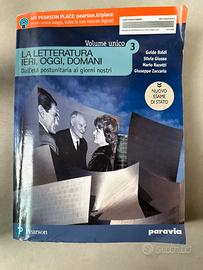 MY PEARSON PLACE: pearson.it/place
Volume unico 3
LA LETTERATURA
IERI, OGGI, DOMANI
Dall'età postunitaria ai giorni nostri
Guido Baldi
Silvia Giusso
Mario Razetti
Giuseppe Zaccaria
NUOVO
ESAME
DI STATO
Pearson
paravia